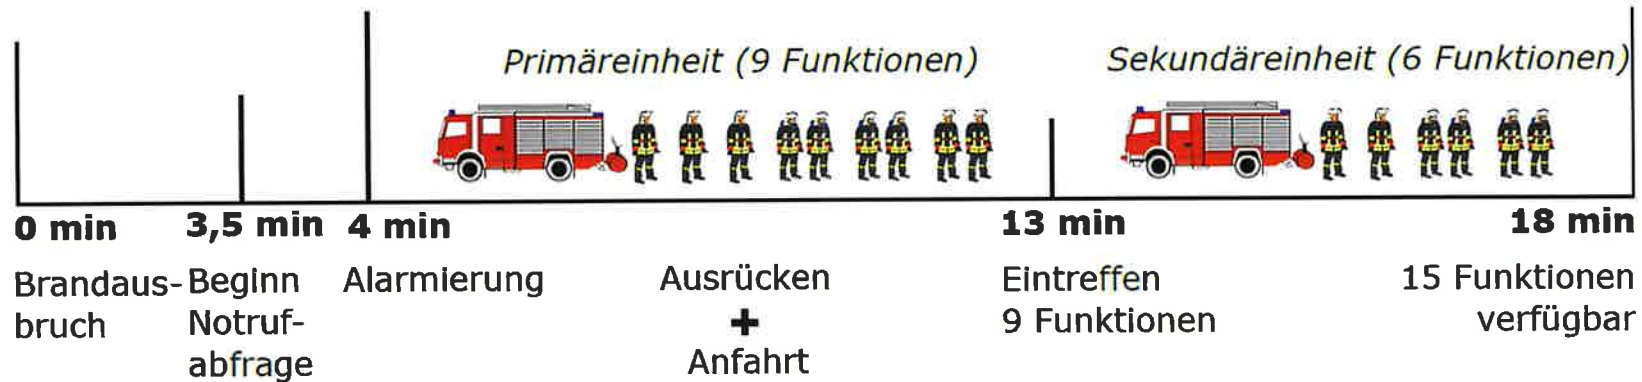 Primäreinheit (9 Funktionen)
Sekundäreinheit (6 Funktionen)
0 min
3,5 min
4 min
13 min
18 min
Brandaus-
bruch
Beginn
Notruf-
abfrage
Alarmierung
Ausrücken
+
Anfahrt
Eintreffen
9 Funktionen
15 Funktionen
verfügbar